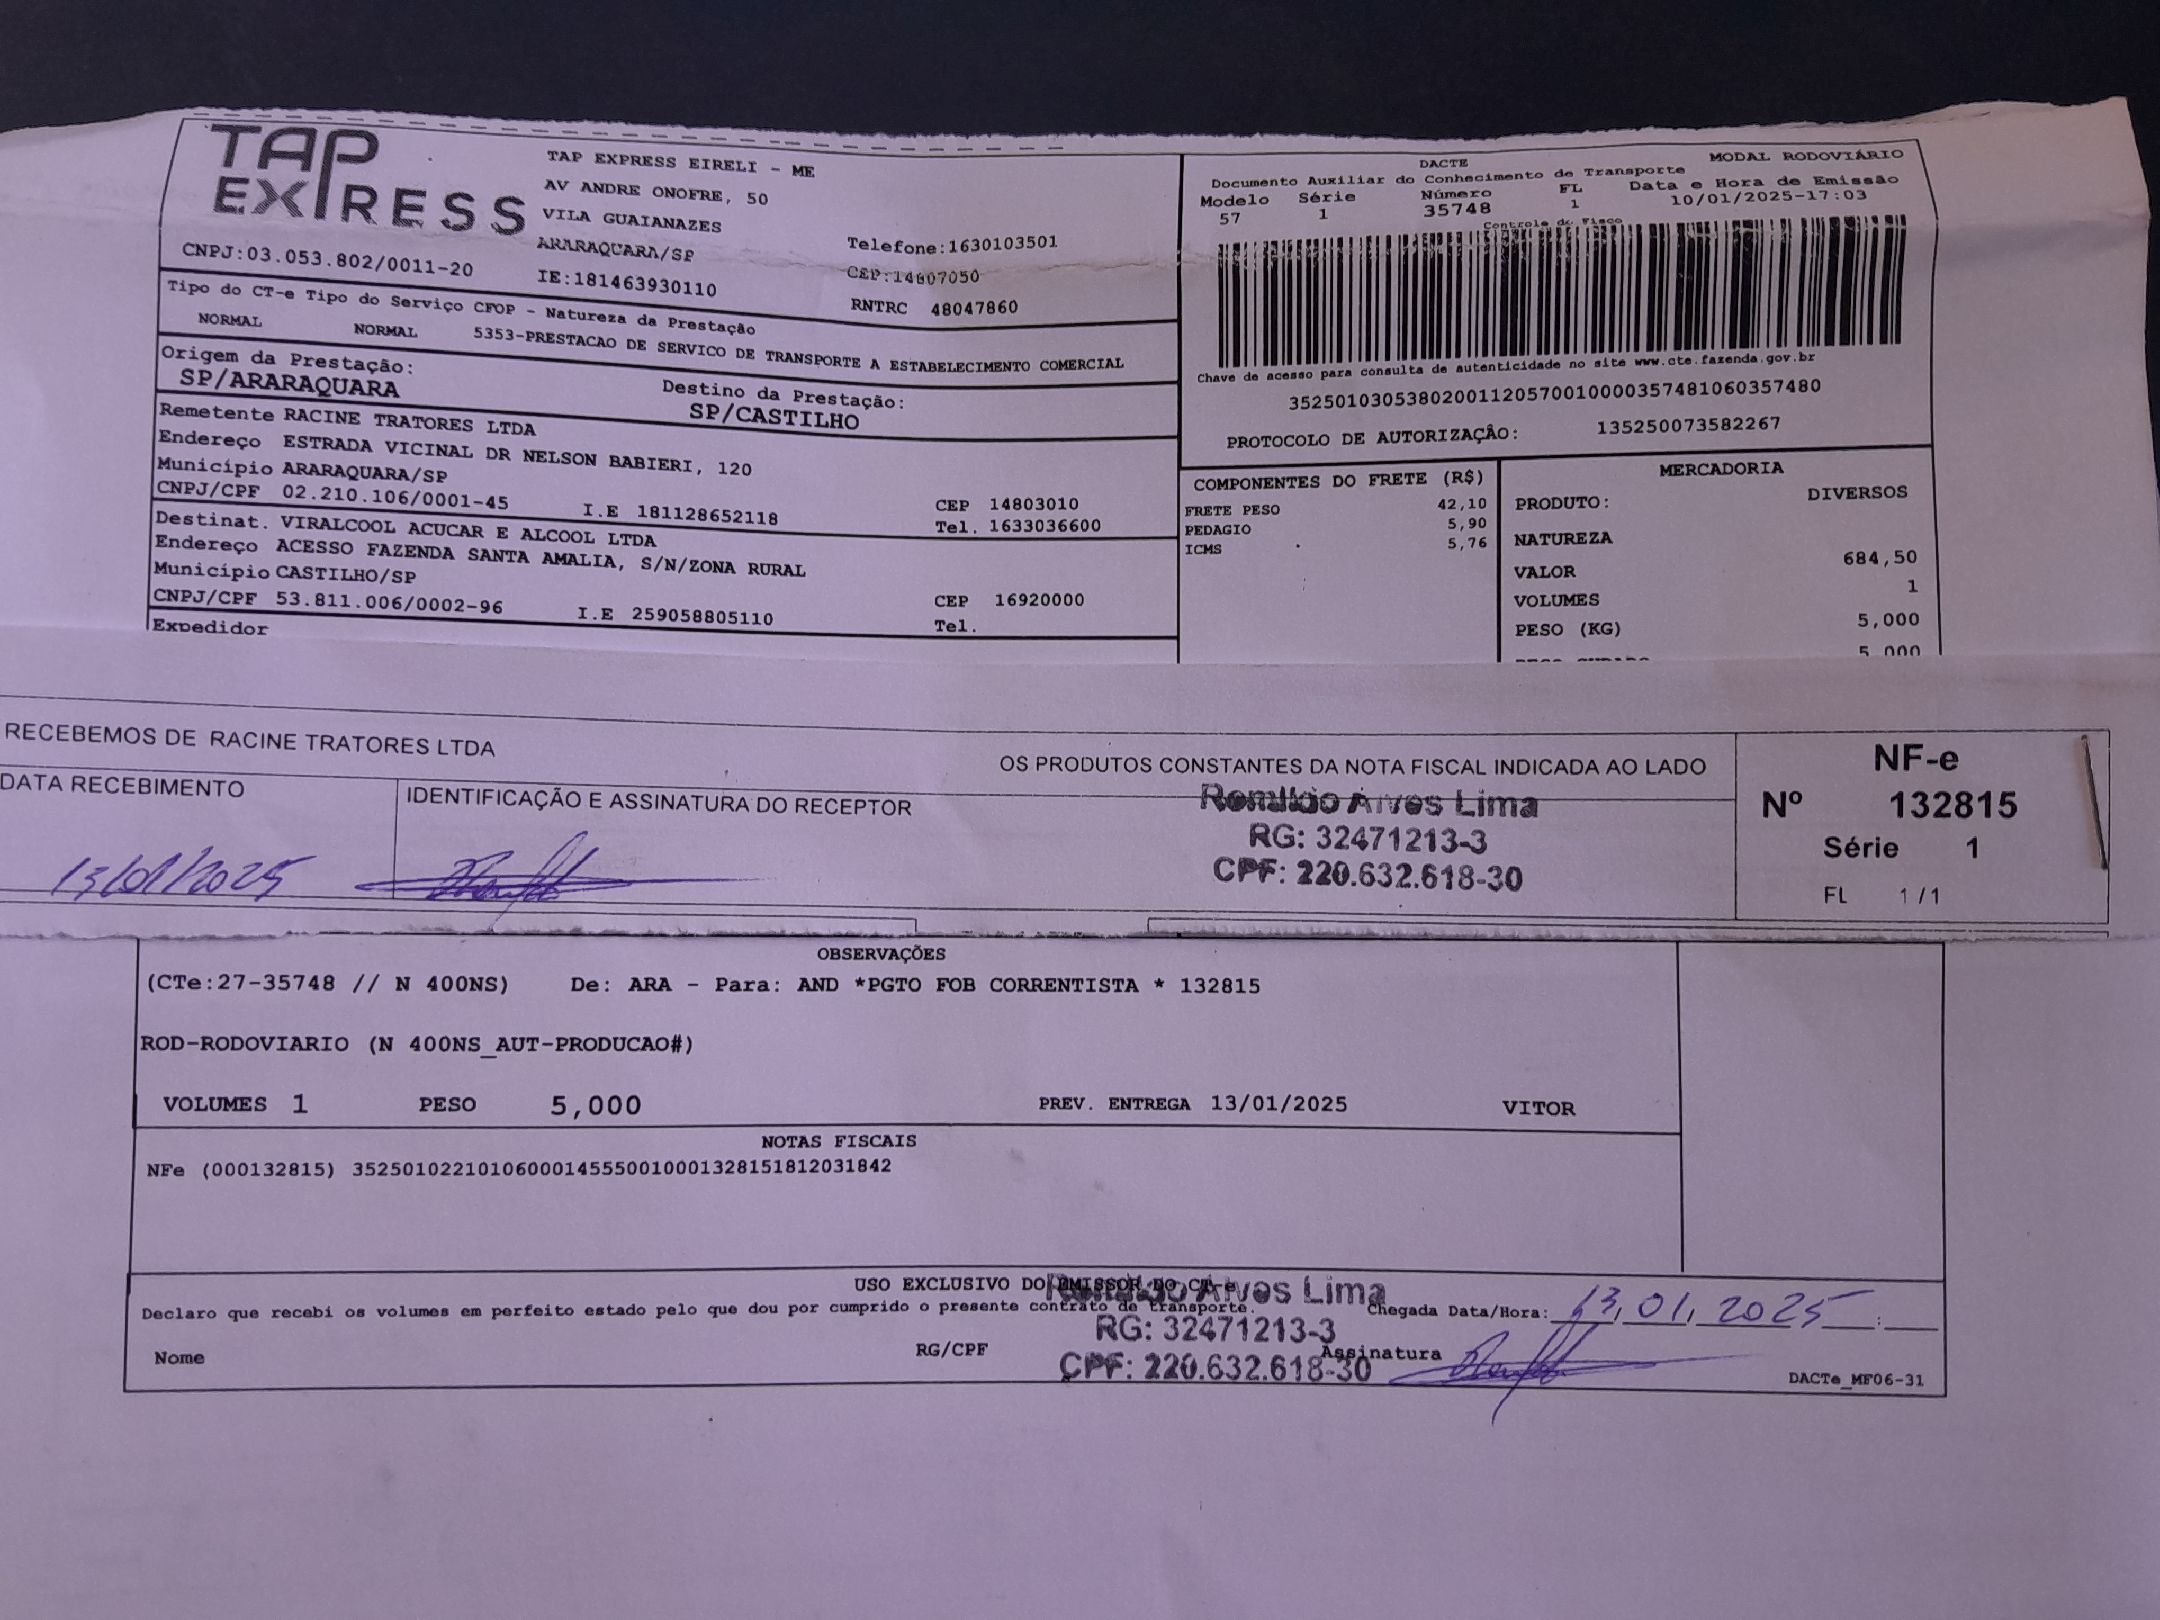 TAP EXPRESS
TAP EXPRESS EIRELI - ME
AV ANDRE ONOFRE, 50
VILA GUAIANAZES
ARARAQUARA/SP
Telefone:1630103501
CNPJ:03.053.802/0011-20
IE:181463930110
CEP:14807050
RNTRC 48047860
DACTE
MODAL RODOVIÁRIO
Documento Auxiliar do Conhecimento de Transporte
Modelo Série Número FL Data e Hora de Emissão
57 1 35748 1 10/01/2025-17:03
Controle do Fisco
Chave de acesso para consulta de autenticidade no site www.cte.fazenda.gov.br
35250103053802001120570010000357481060357480
PROTOCOLO DE AUTORIZAÇÃO: 135250073582267
Tipo do CT-e Tipo do Serviço CFOP - Natureza da Prestação
NORMAL NORMAL 5353-PRESTACAO DE SERVICO DE TRANSPORTE A ESTABELECIMENTO COMERCIAL
Origem da Prestação: Destino da Prestação:
SP/ARARAQUARA SP/CASTILHO
Remetente RACINE TRATORES LTDA
Endereço ESTRADA VICINAL DR NELSON BABIERI, 120
Município ARARAQUARA/SP CEP 14803010
CNPJ/CPF 02.210.106/0001-45 I.E 181128652118 Tel. 1633036600
Destinat. VIRALCOOL ACUCAR E ALCOOL LTDA
Endereço ACESSO FAZENDA SANTA AMALIA, S/N/ZONA RURAL
Município CASTILHO/SP CEP 16920000
CNPJ/CPF 53.811.006/0002-96 I.E 259058805110 Tel.
Expedidor
COMPONENTES DO FRETE (R$)
FRETE PESO 42,10
PEDAGIO 5,90
ICMS 5,76
MERCADORIA
PRODUTO: DIVERSOS
NATUREZA
VALOR 684,50
VOLUMES 1
PESO (KG) 5,000
5,000
RECEBEMOS DE RACINE TRATORES LTDA OS PRODUTOS CONSTANTES DA NOTA FISCAL INDICADA AO LADO
DATA RECEBIMENTO IDENTIFICAÇÃO E ASSINATURA DO RECEPTOR
13/01/2025
Alves Lima
RG: 32471213-3
CPF: 220.632.618-30
NF-e
Nº 132815
Série 1
FL 1/1
OBSERVAÇÕES
(CTe:27-35748 // N 400NS) De: ARA - Para: AND *PGTO FOB CORRENTISTA * 132815
ROD-RODOVIARIO (N 400NS_AUT-PRODUCAO#)
VOLUMES 1 PESO 5,000 PREV. ENTREGA 13/01/2025 VITOR
NOTAS FISCAIS
NFe (000132815) 35250102210106000145550010001328151812031842
USO EXCLUSIVO DO EMISSOR DO CT-e
Alves Lima
Declaro que recebi os volumes em perfeito estado pelo que dou por cumprido o presente contrato de transporte.
Chegada Data/Hora: 13,01,2025 :
RG: 32471213-3
Nome RG/CPF Assinatura
CPF: 220.632.618-30
DACTe_MF06-31